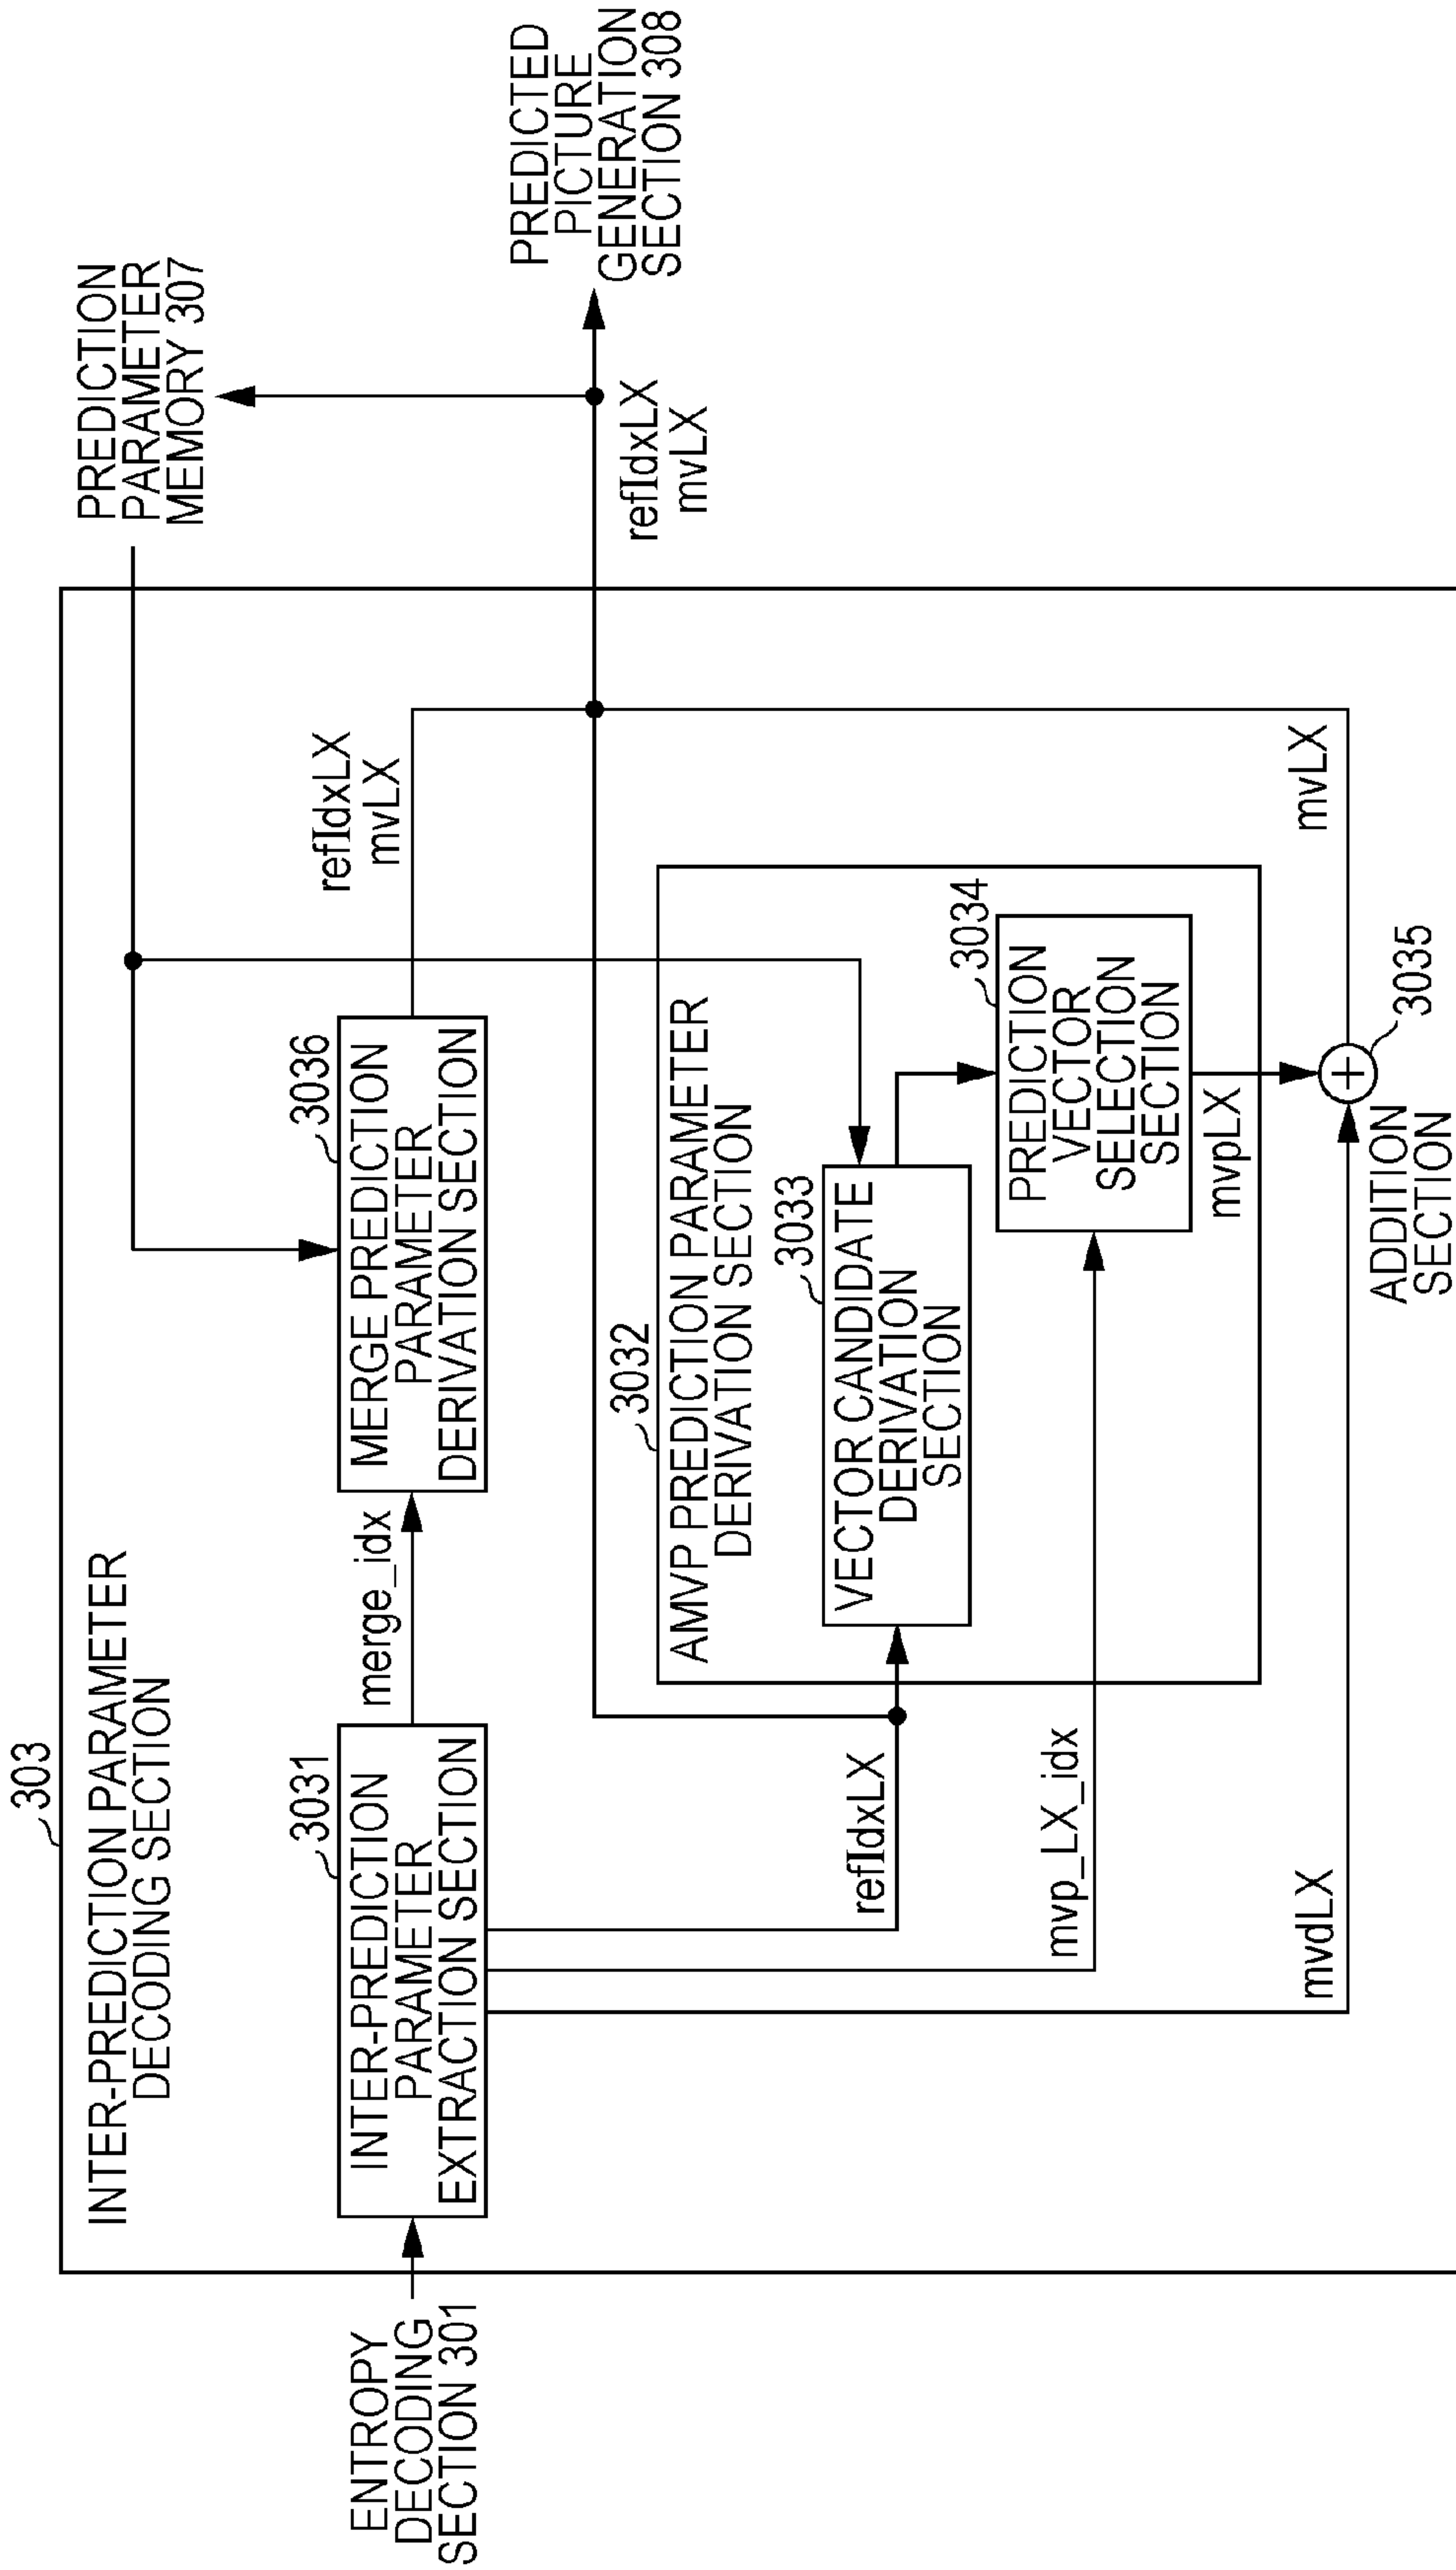 303
INTER-PREDICTION PARAMETER
DECODING SECTION
PREDICTION
PARAMETER
MEMORY 307
ENTROPY
DECODING
SECTION 301
3031
INTER-PREDICTION
PARAMETER
EXTRACTION SECTION
merge_idx
3036
MERGE PREDICTION
PARAMETER
DERIVATION SECTION
refIdxLX
mvLX
PREDICTED
PICTURE
GENERATION
SECTION 308
refIdxLX
mvLX
3032
AMVP PREDICTION PARAMETER
DERIVATION SECTION
refIdxLX
3033
VECTOR CANDIDATE
DERIVATION
SECTION
3034
PREDICTION
VECTOR
SELECTION
SECTION
mvp_LX_idx
mvpLX
mvdLX
mvLX
+
3035
ADDITION
SECTION